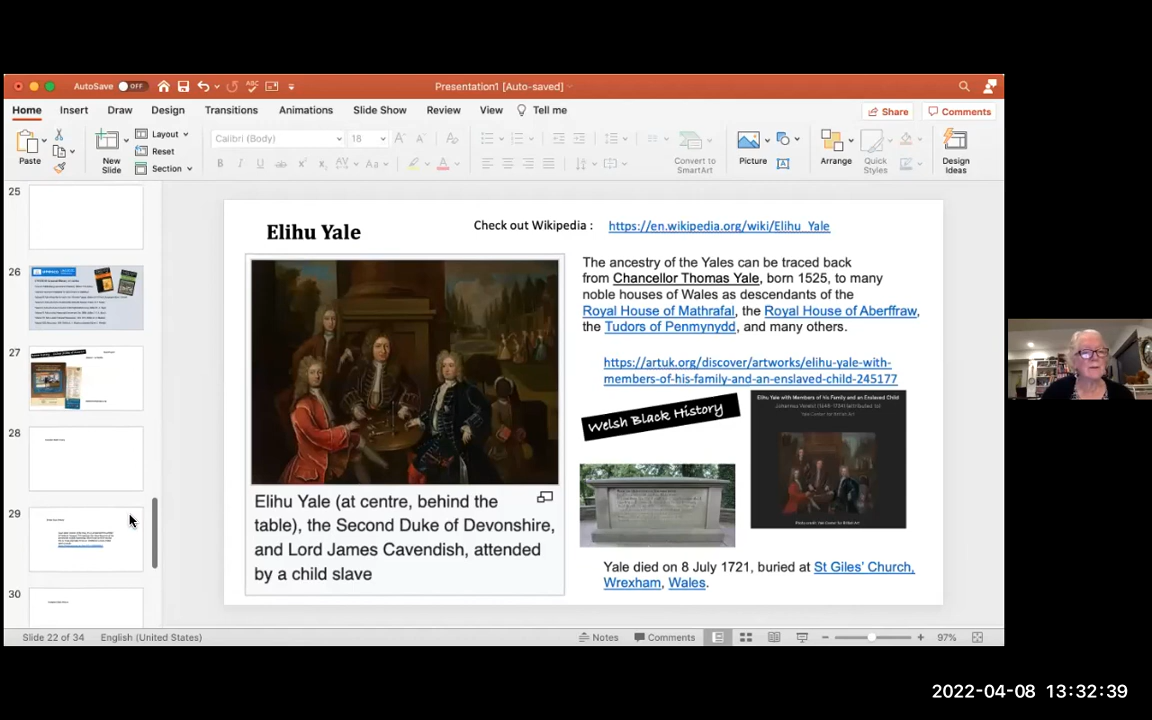 AutoSave OFF
Presentation1 [Auto-saved]
Home Insert Draw Design Transitions Animations Slide Show Review View Tell me
Share Comments
Paste
New
Slide
Layout
Reset
Section
Calibri (Body) 18
Convert to
SmartArt
Picture
Arrange
Quick
Styles
Design
Ideas
25
26
27
28
29
30
Elihu Yale
Check out Wikipedia : https://en.wikipedia.org/wiki/Elihu_Yale
The ancestry of the Yales can be traced back
from Chancellor Thomas Yale, born 1525, to many
noble houses of Wales as descendants of the
Royal House of Mathrafal, the Royal House of Aberffraw,
the Tudors of Penmynydd, and many others.
https://artuk.org/discover/artworks/elihu-yale-with-
members-of-his-family-and-an-enslaved-child-245177
Welsh Black History
Elihu Yale with Members of his Family and an Enslaved Child
Elihu Yale (at centre, behind the
table), the Second Duke of Devonshire,
and Lord James Cavendish, attended
by a child slave
Yale died on 8 July 1721, buried at St Giles' Church,
Wrexham, Wales.
Slide 22 of 34 English (United States)
Notes Comments 97%
2022-04-08 13:32:39